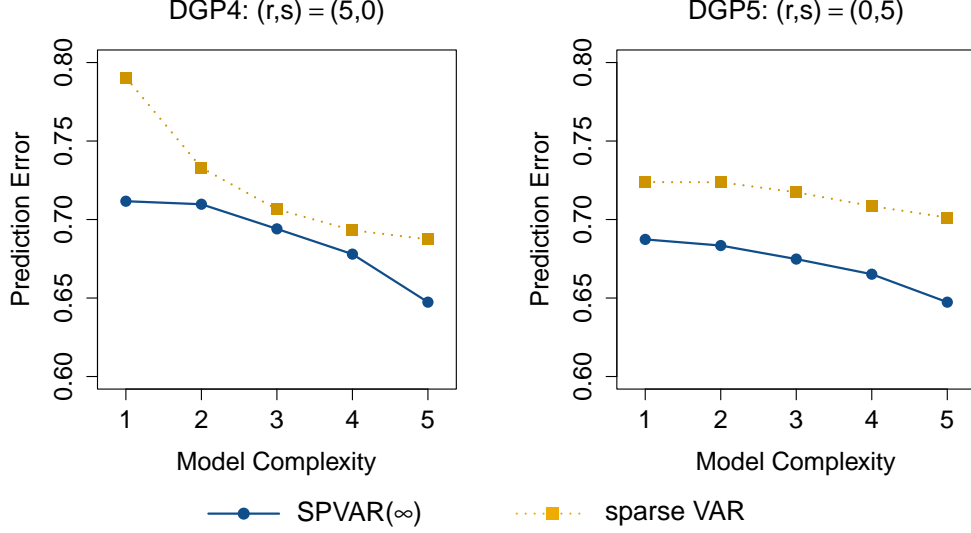 DGP4: (r,s) = (5,0)
DGP5: (r,s) = (0,5)
Prediction Error
0.80
0.75
0.70
0.65
0.60
1 2 3 4 5
Model Complexity
Prediction Error
0.80
0.75
0.70
0.65
0.60
1 2 3 4 5
Model Complexity
SPVAR(∞)
sparse VAR